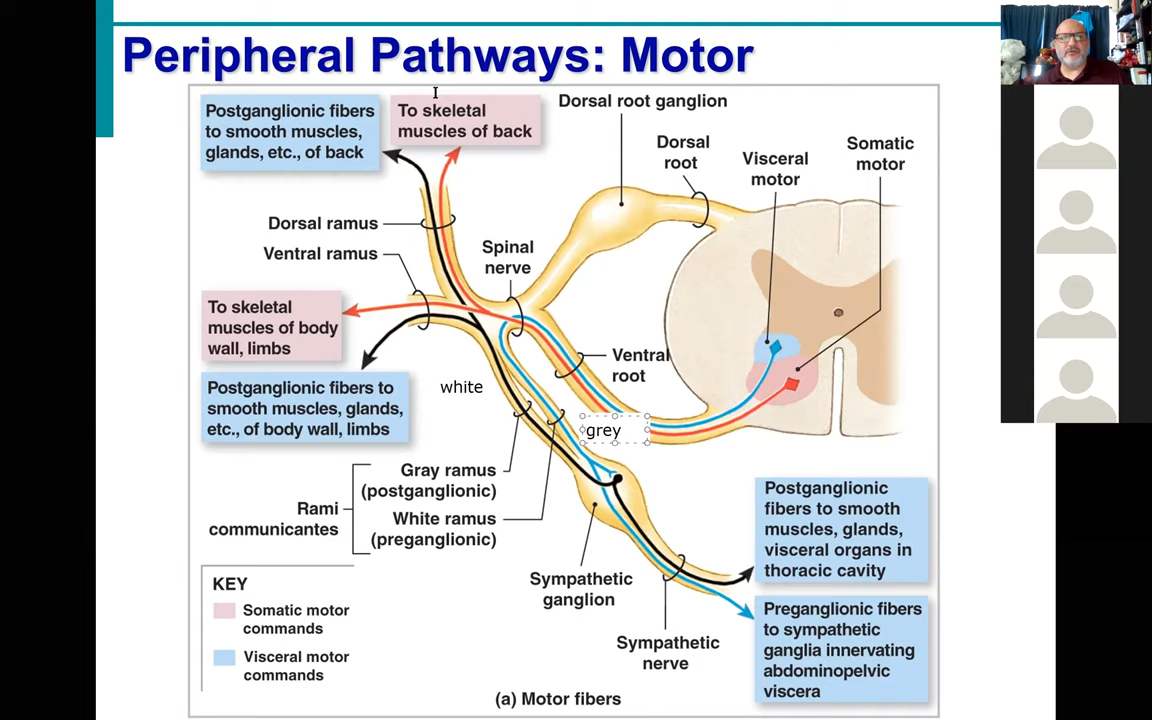 Peripheral Pathways: Motor
Postganglionic fibers
to smooth muscles,
glands, etc., of back
To skeletal
muscles of back
Dorsal root ganglion
Dorsal
root
Visceral
motor
Somatic
motor
Dorsal ramus
Ventral ramus
Spinal
nerve
To skeletal
muscles of body
wall, limbs
Ventral
root
white
Postganglionic fibers to
smooth muscles, glands,
etc., of body wall, limbs
grey
Gray ramus
(postganglionic)
Rami
communicantes
White ramus
(preganglionic)
Postganglionic
fibers to smooth
muscles, glands,
visceral organs in
thoracic cavity
Sympathetic
ganglion
KEY
Somatic motor
commands
Visceral motor
commands
Preganglionic fibers
to sympathetic
ganglia innervating
abdominopelvic
viscera
Sympathetic
nerve
(a) Motor fibers